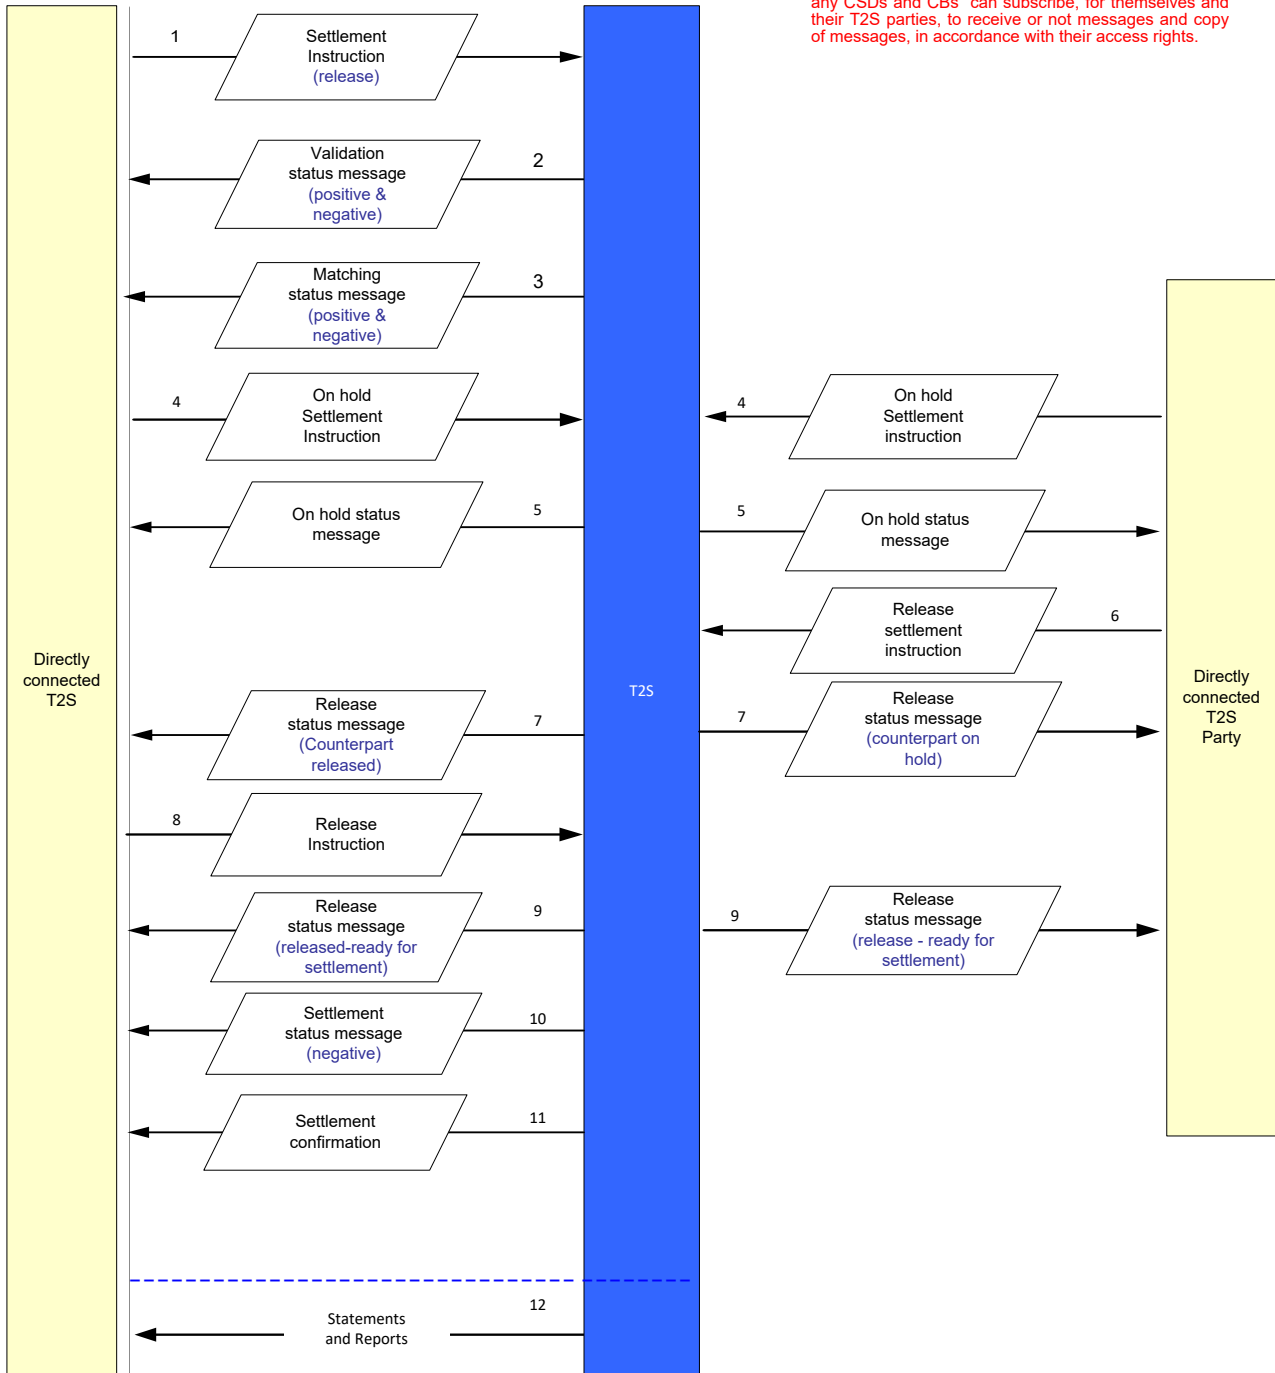 any CSDs and CBs can subscribe, for themselves and
their T2S parties, to receive or not messages and copy
of messages, in accordance with their access rights.
1
Settlement
Instruction
(release)
Validation
status message
(positive &
negative)
2
Matching
status message
(positive &
negative)
3
4
On hold
Settlement
Instruction
4
On hold
Settlement
instruction
On hold status
message
5
5
On hold status
message
Release
settlement
instruction
6
Directly
connected
T2S
T2S
Directly
connected
T2S
Party
Release
status message
(Counterpart
released)
7
7
Release
status message
(counterpart on
hold)
8
Release
Instruction
Release
status message
(released-ready for
settlement)
9
9
Release
status message
(release - ready for
settlement)
Settlement
status message
(negative)
10
Settlement
confirmation
11
Statements
and Reports
12